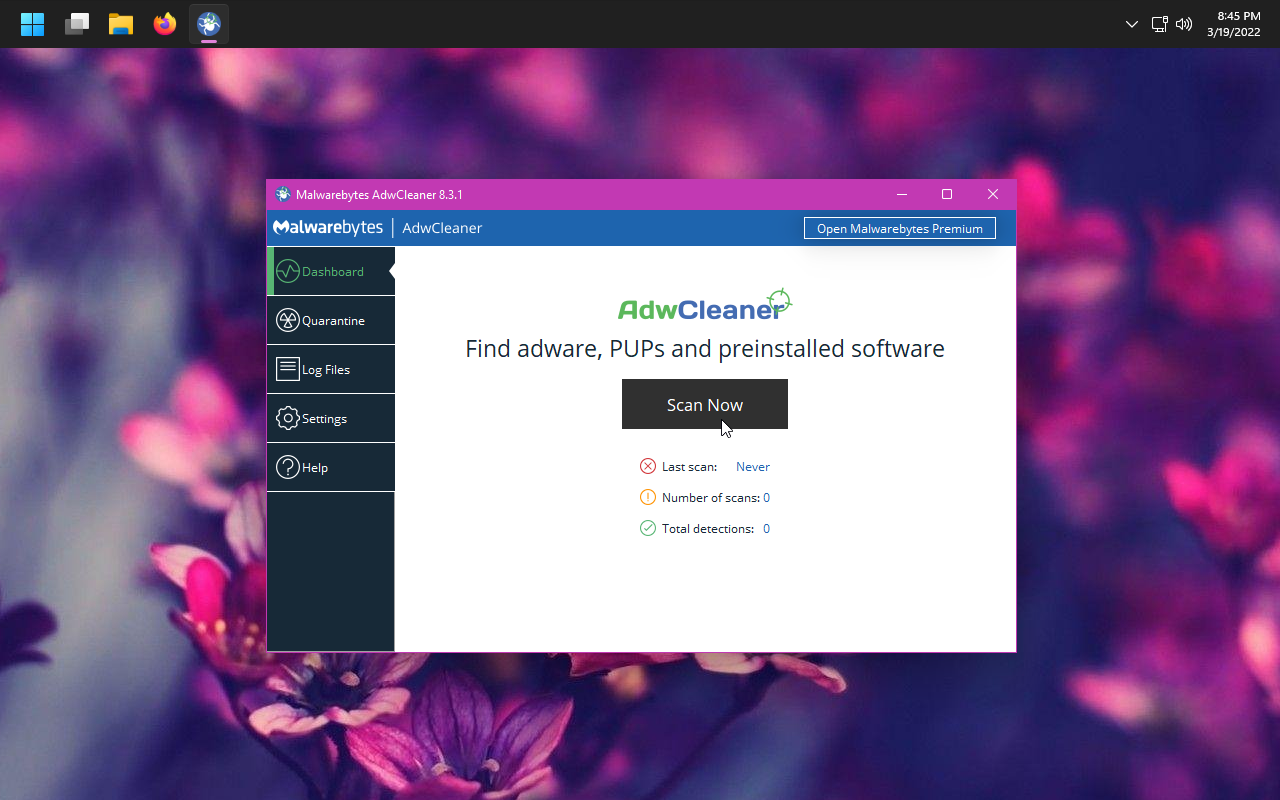 8:45 PM
3/19/2022
Malwarebytes AdwCleaner 8.3.1
Malwarebytes | AdwCleaner
Open Malwarebytes Premium
Dashboard
Quarantine
Log Files
Settings
Help
AdwCleaner
Find adware, PUPs and preinstalled software
Scan Now
Last scan: Never
Number of scans: 0
Total detections: 0